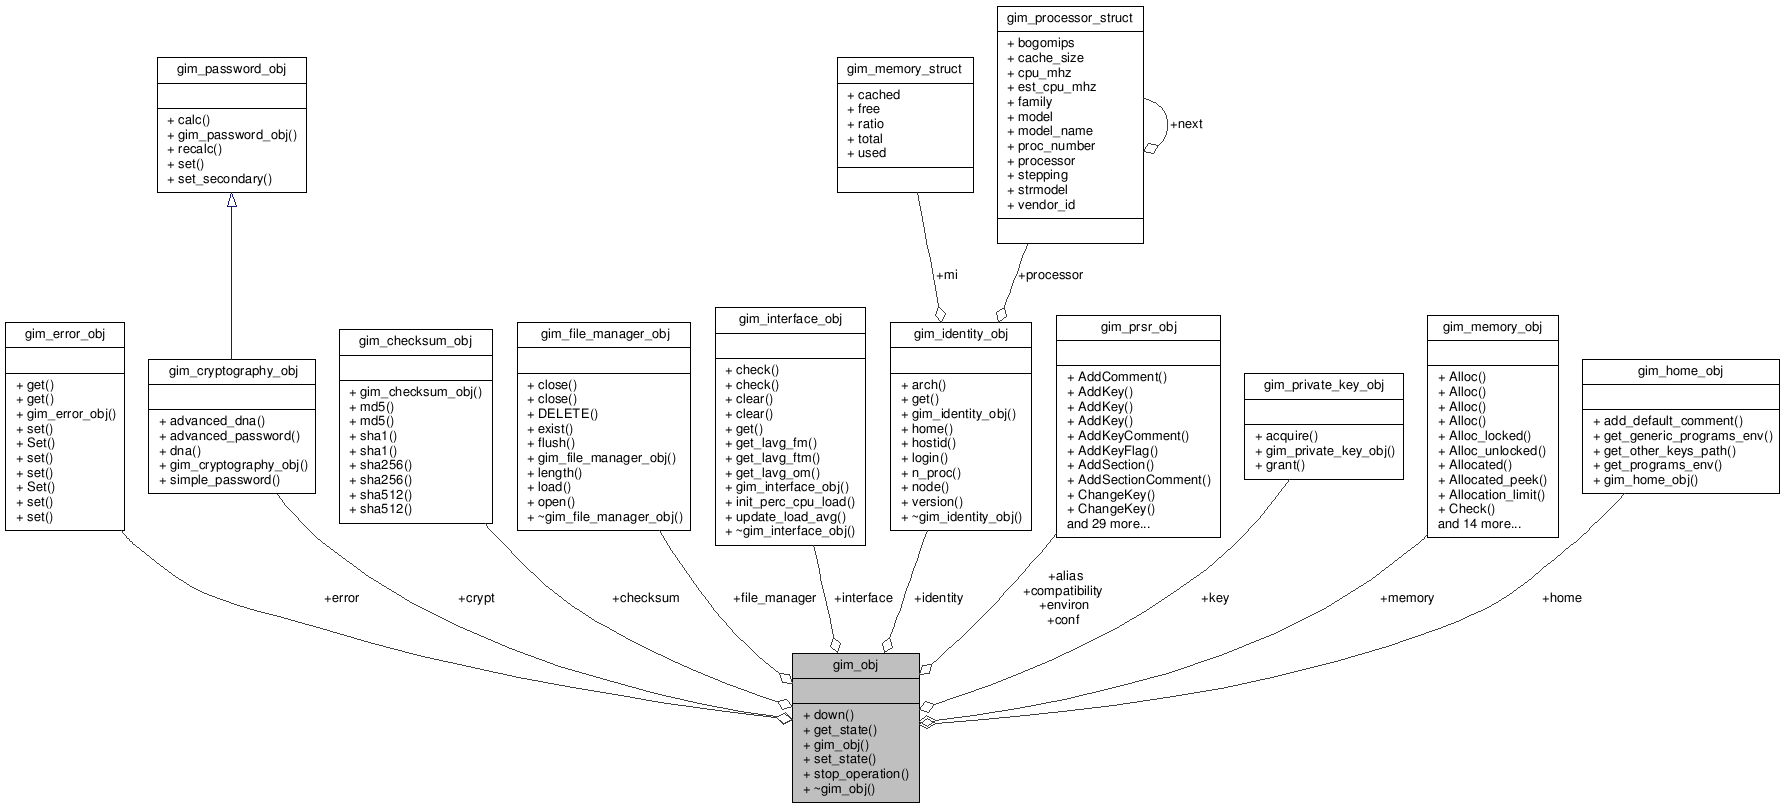 gim_processor_struct
+ bogomips
+ cache_size
+ cpu_mhz
+ est_cpu_mhz
+ family
+ model
+ model_name
+ proc_number
+ processor
+ stepping
+ strmodel
+ vendor_id
+next
gim_password_obj
+ calc()
+ gim_password_obj()
+ recalc()
+ set()
+ set_secondary()
gim_memory_struct
+ cached
+ free
+ ratio
+ total
+ used
+mi
+processor
gim_error_obj
+ get()
+ get()
+ gim_error_obj()
+ set()
+ Set()
+ set()
+ set()
+ Set()
+ set()
+ set()
gim_cryptography_obj
+ advanced_dna()
+ advanced_password()
+ dna()
+ gim_cryptography_obj()
+ simple_password()
gim_checksum_obj
+ gim_checksum_obj()
+ md5()
+ md5()
+ sha1()
+ sha1()
+ sha256()
+ sha256()
+ sha512()
+ sha512()
gim_file_manager_obj
+ close()
+ close()
+ DELETE()
+ exist()
+ flush()
+ gim_file_manager_obj()
+ length()
+ load()
+ open()
+ ~gim_file_manager_obj()
gim_interface_obj
+ check()
+ check()
+ clear()
+ clear()
+ get()
+ get_lavg_fm()
+ get_lavg_ftm()
+ get_lavg_om()
+ gim_interface_obj()
+ init_perc_cpu_load()
+ update_load_avg()
+ ~gim_interface_obj()
gim_identity_obj
+ arch()
+ get()
+ gim_identity_obj()
+ home()
+ hostid()
+ login()
+ n_proc()
+ node()
+ version()
+ ~gim_identity_obj()
gim_prsr_obj
+ AddComment()
+ AddKey()
+ AddKey()
+ AddKey()
+ AddKeyComment()
+ AddKeyFlag()
+ AddSection()
+ AddSectionComment()
+ ChangeKey()
+ ChangeKey()
and 29 more...
gim_private_key_obj
+ acquire()
+ gim_private_key_obj()
+ grant()
gim_memory_obj
+ Alloc()
+ Alloc()
+ Alloc()
+ Alloc()
+ Alloc_locked()
+ Alloc_unlocked()
+ Allocated()
+ Allocated_peek()
+ Allocation_limit()
+ Check()
and 14 more...
gim_home_obj
+ add_default_comment()
+ get_generic_programs_env()
+ get_other_keys_path()
+ get_programs_env()
+ gim_home_obj()
+error
+crypt
+checksum
+file_manager
+interface
+identity
+alias
+compatibility
+environ
+conf
+key
+memory
+home
gim_obj
+ down()
+ get_state()
+ gim_obj()
+ set_state()
+ stop_operation()
+ ~gim_obj()